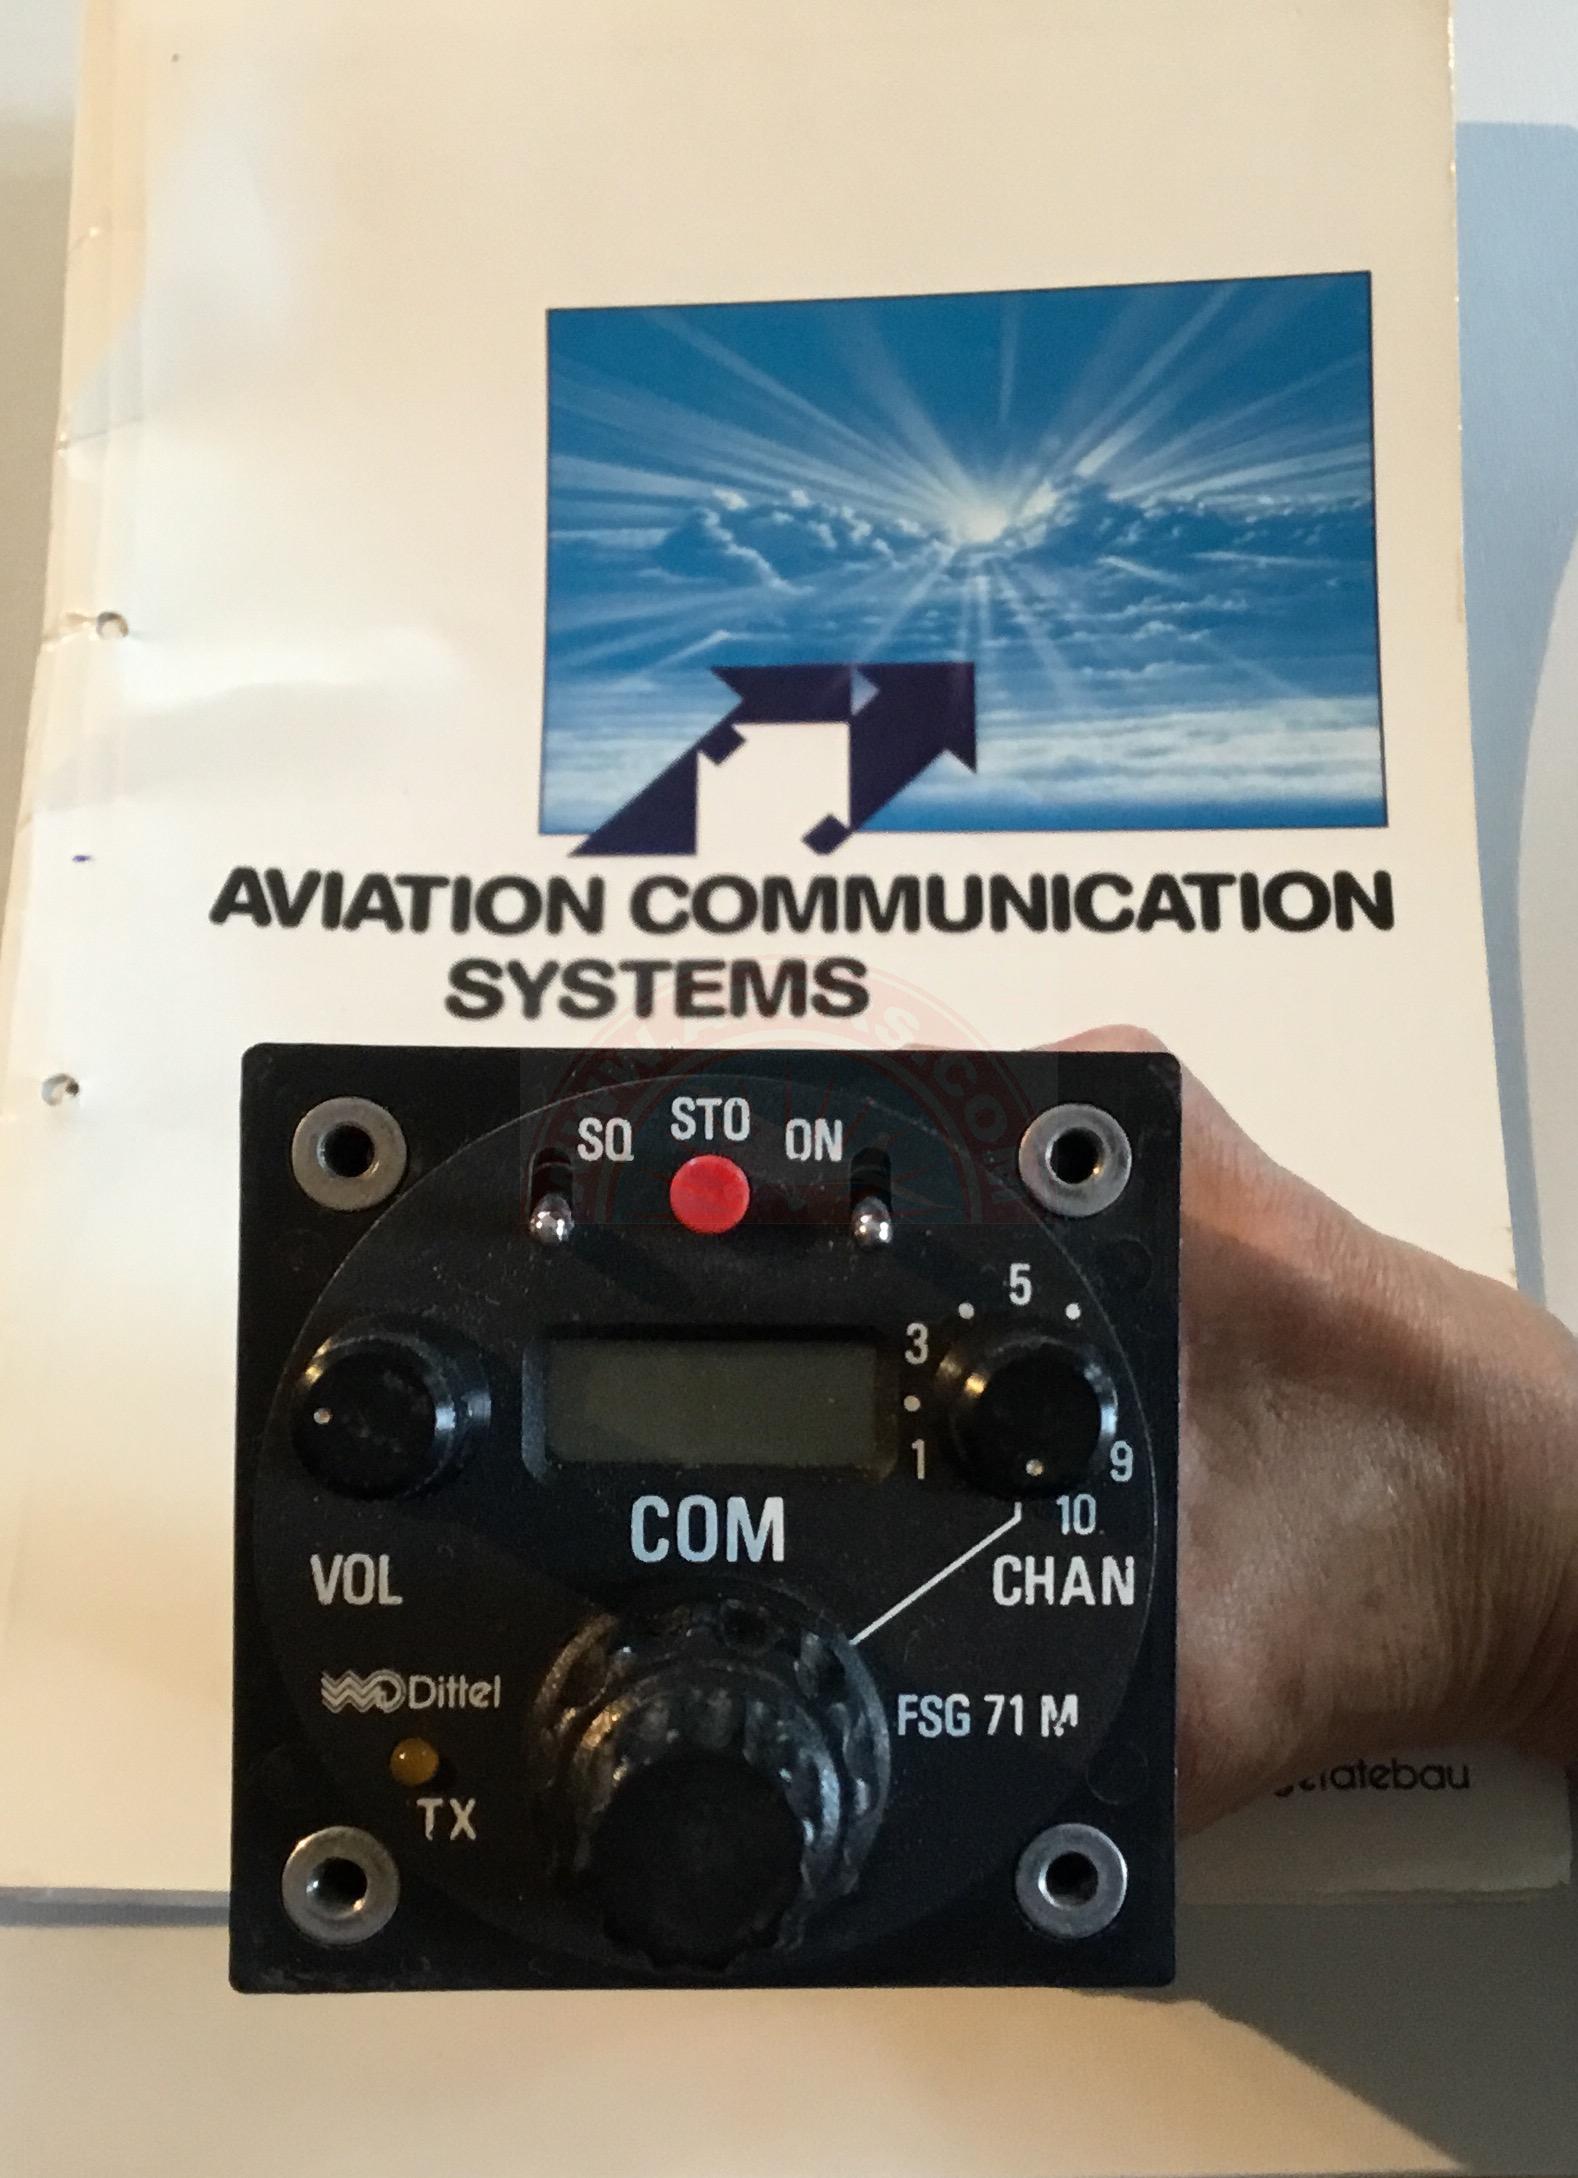 AVIATION COMMUNICATION
SYSTEMS
SQ STO ON
5
3
1
9
10
COM
VOL
CHAN
Dittel
FSG 71 M
TX